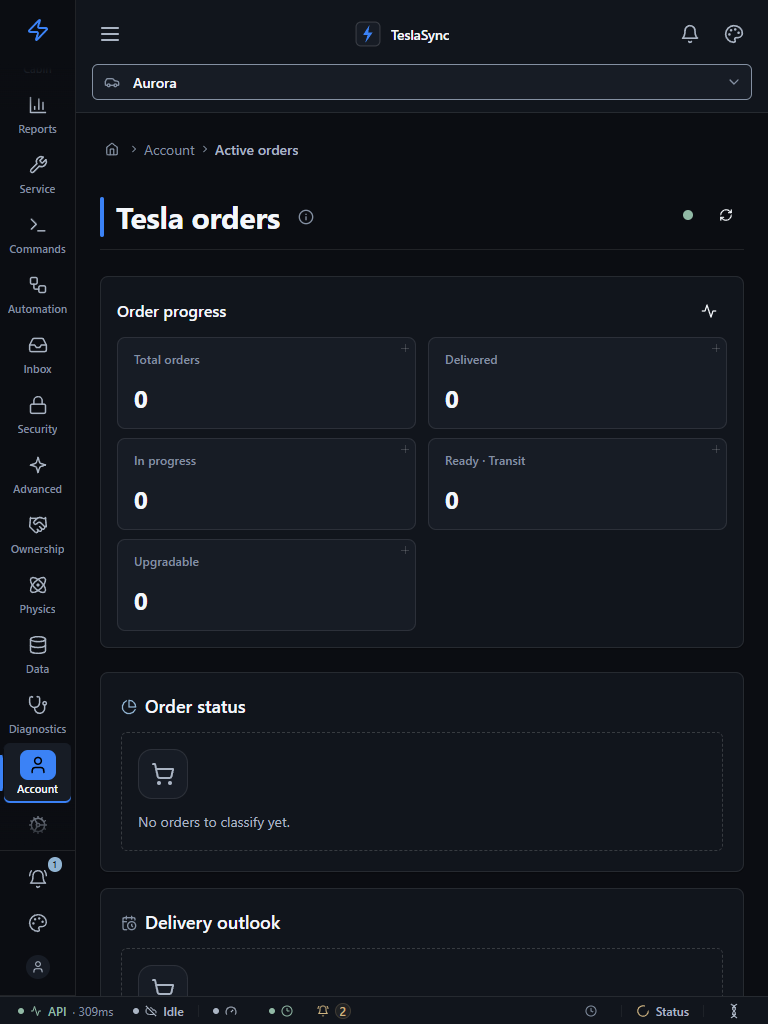 TeslaSync
Aurora
Account
Active orders
Tesla orders
Order progress
Total orders
0
Delivered
0
In progress
0
Ready · Transit
0
Upgradable
0
Order status
No orders to classify yet.
Delivery outlook
Reports
Service
Commands
Automation
Inbox
Security
Advanced
Ownership
Physics
Data
Diagnostics
Account
1
API · 309ms
Idle
2
Status